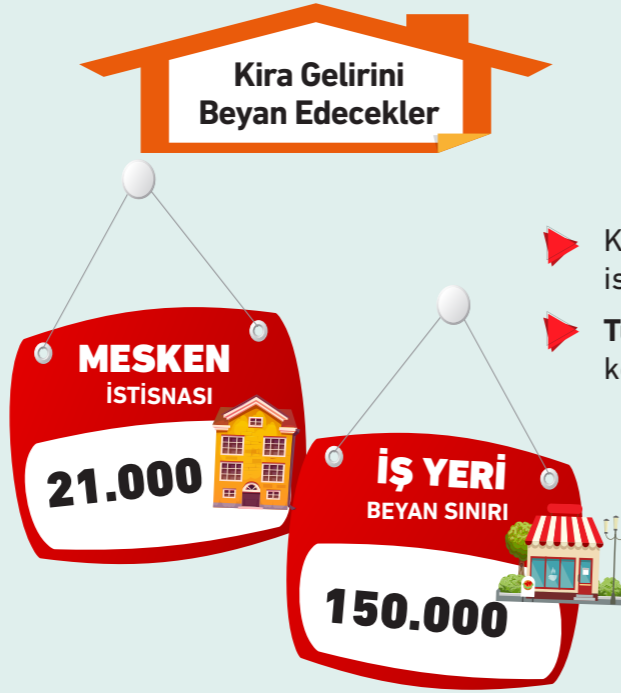 Kira Gelirini
Beyan Edecekler
MESKEN
İSTİSNASI
21.000
İŞ YERİ
BEYAN SINIRI
150.000